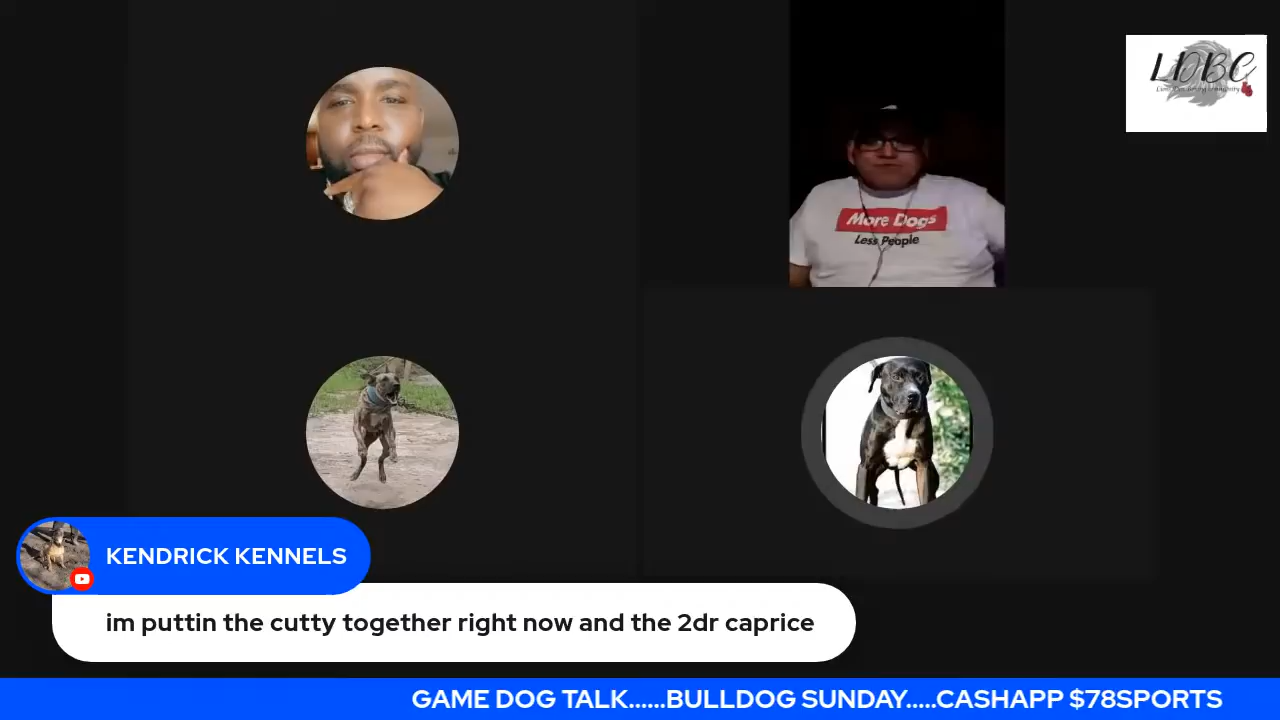 LDBC
More Dogs
Less People
KENDRICK KENNELS
im puttin the cutty together right now and the 2dr caprice
GAME DOG TALK......BULLDOG SUNDAY.....CASHAPP $78SPORTS